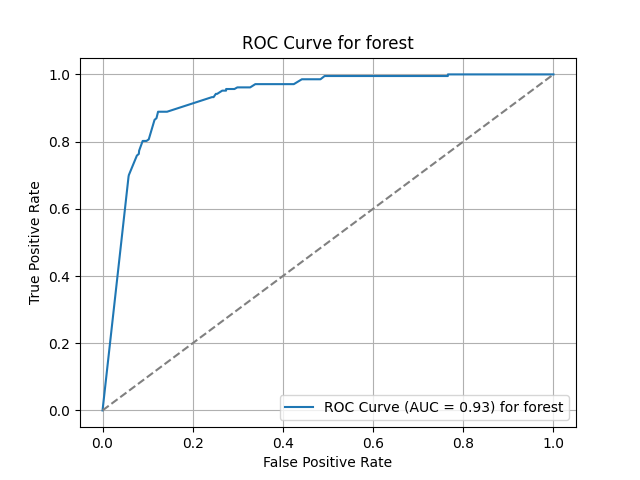 ROC Curve for forest
True Positive Rate
1.0
0.8
0.6
0.4
0.2
0.0
ROC Curve (AUC = 0.93) for forest
0.0 0.2 0.4 0.6 0.8 1.0
False Positive Rate